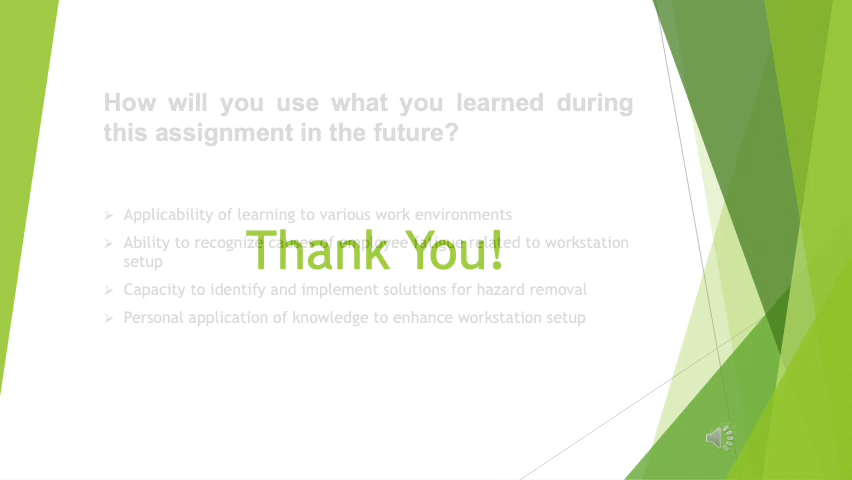 How will you use what you learned during
this assignment in the future?
Applicability of learning to various work environments
Ability to recognize causes of employee fatigue related to workstation
setup
Thank You!
Capacity to identify and implement solutions for hazard removal
Personal application of knowledge to enhance workstation setup